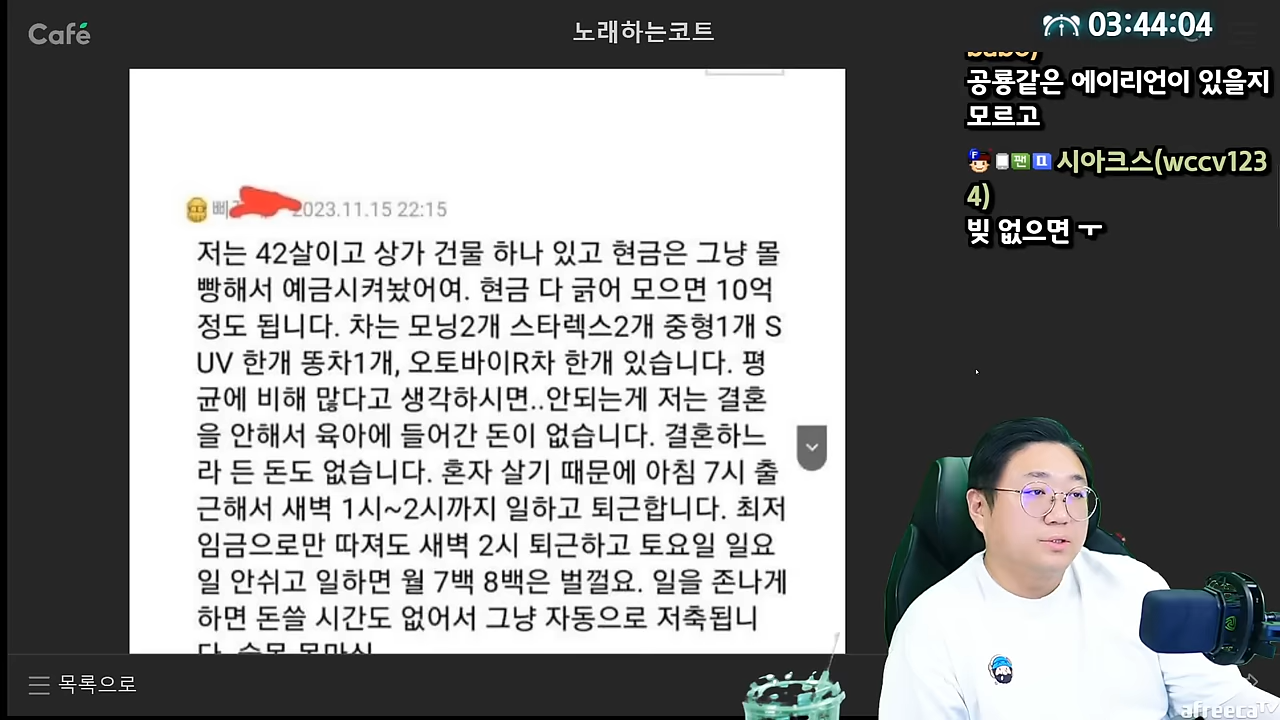 Café
노래하는코트
03:44:04
공룡같은 에이리언이 있을지
모르고
시아크스(wccv123
4)
빚 없으면 ㅜ
삐
2023.11.15 22:15
저는 42살이고 상가 건물 하나 있고 현금은 그냥 몰
빵해서 예금시켜놨어여. 현금 다 긁어 모으면 10억
정도 됩니다. 차는 모닝2개 스타렉스2개 중형1개 S
UV 한개 똥차1개, 오토바이R차 한개 있습니다. 평
균에 비해 많다고 생각하시면..안되는게 저는 결혼
을 안해서 육아에 들어간 돈이 없습니다. 결혼하느
라 든 돈도 없습니다. 혼자 살기 때문에 아침 7시 출
근해서 새벽 1시~2시까지 일하고 퇴근합니다. 최저
임금으로만 따져도 새벽 2시 퇴근하고 토요일 일요
일 안쉬고 일하면 월 7백 8백은 벌껄요. 일을 존나게
하면 돈쓸 시간도 없어서 그냥 자동으로 저축됩니
목록으로
afreecaTV